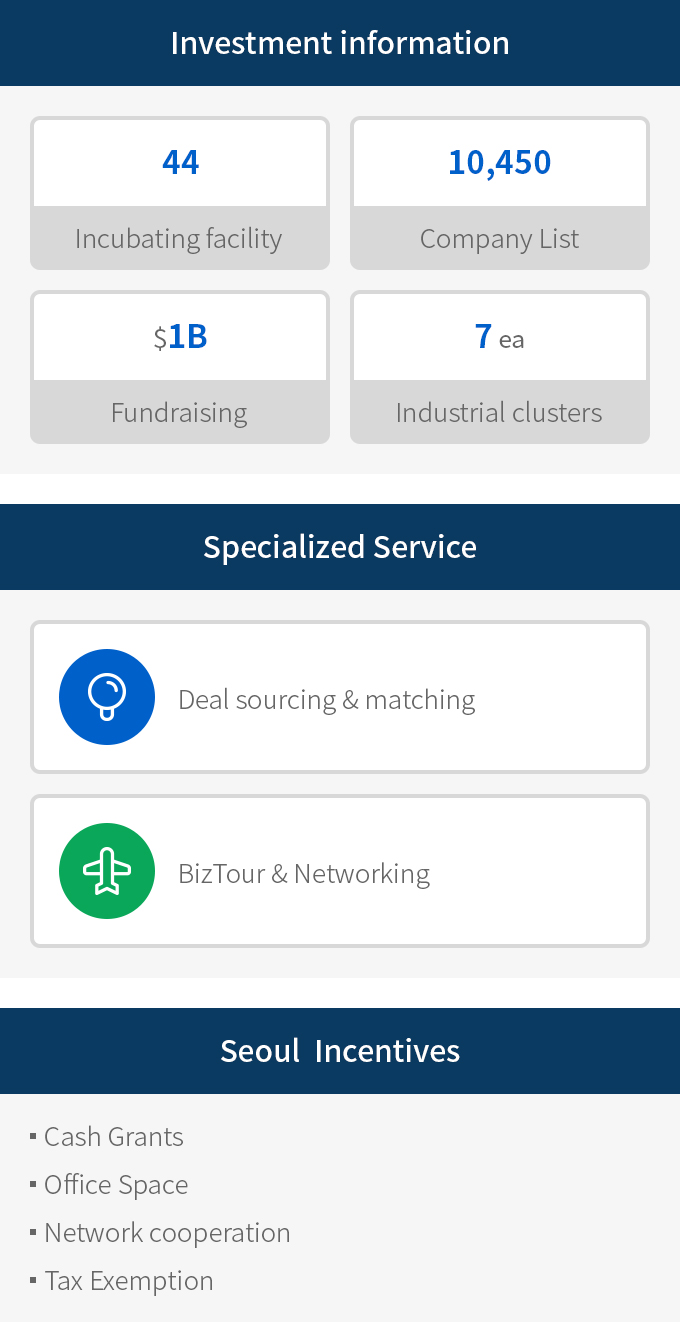 Investment information
44
10,450
Incubating facility
Company List
$1B
7 ea
Fundraising
Industrial clusters
Specialized Service
Deal sourcing & matching
BizTour & Networking
Seoul  Incentives
▪ Cash Grants
▪ Office Space
▪ Network cooperation
▪ Tax Exemption